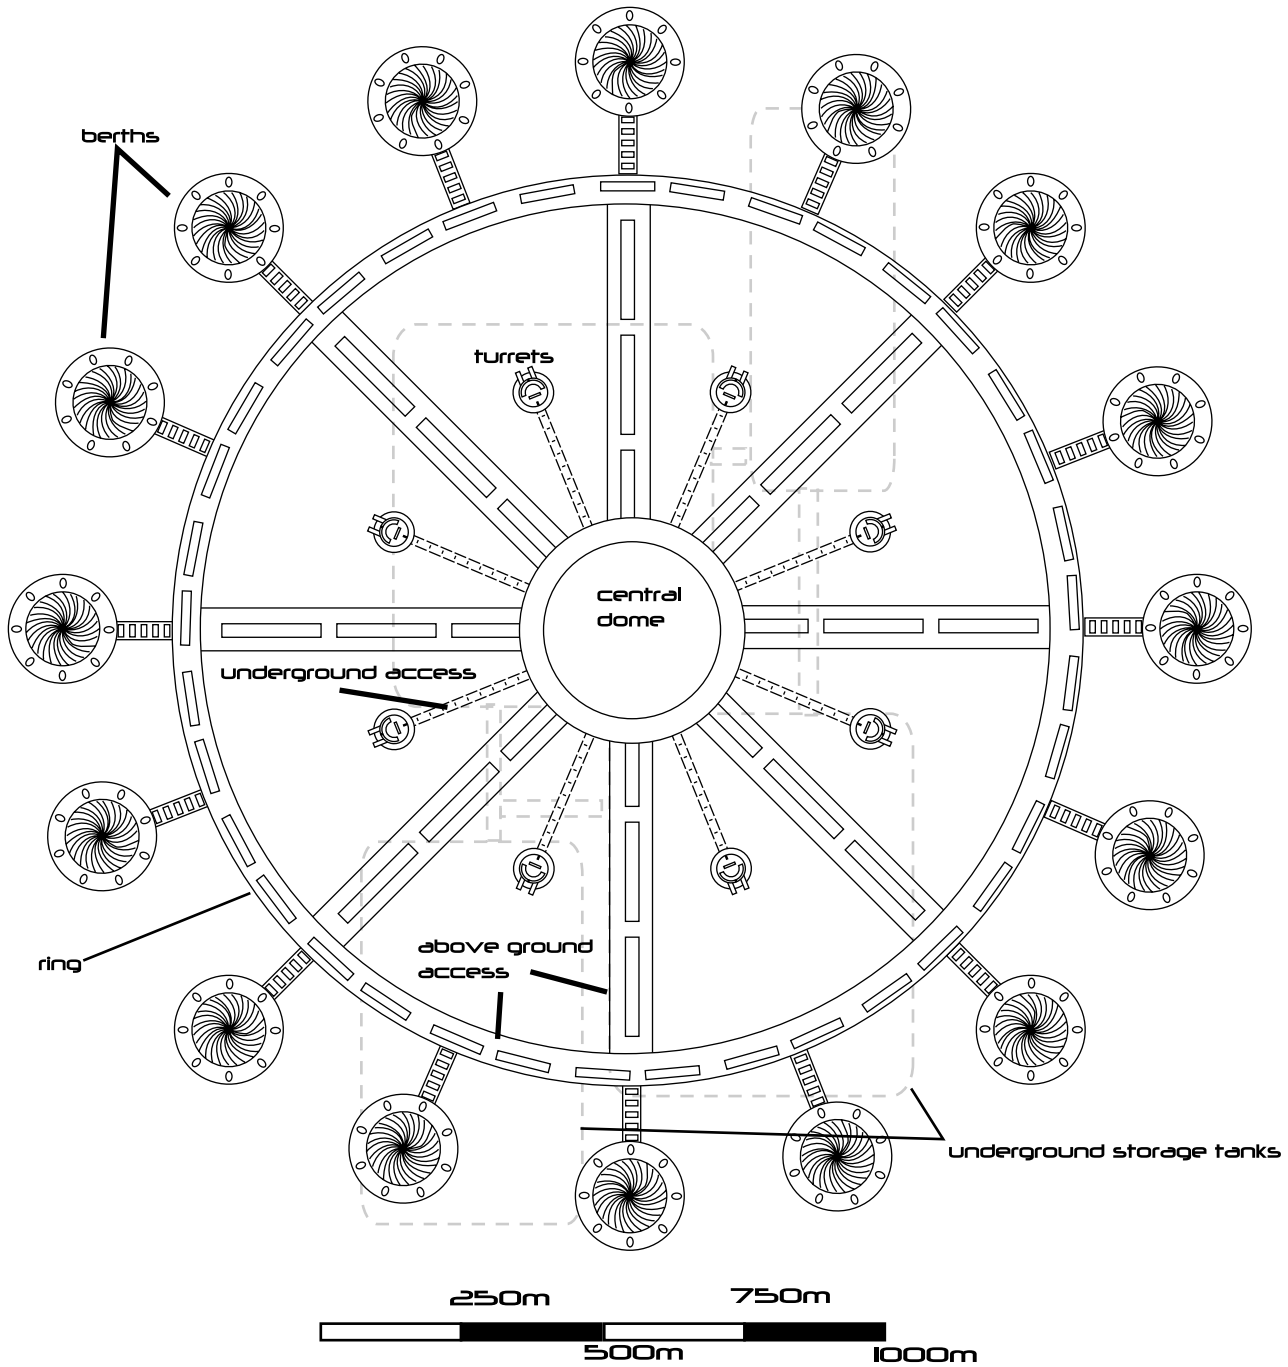 berths
turrets
central
dome
underground access
above ground
access
ring
underground storage tanks
250m
750m
500m
1000m